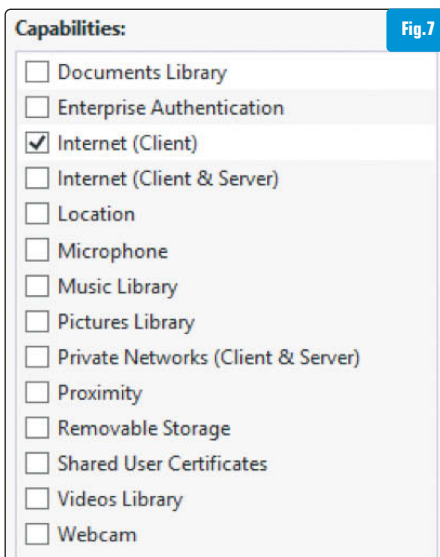 Capabilities:
Fig.7
Documents Library
Enterprise Authentication
Internet (Client)
Internet (Client & Server)
Location
Microphone
Music Library
Pictures Library
Private Networks (Client & Server)
Proximity
Removable Storage
Shared User Certificates
Videos Library
Webcam